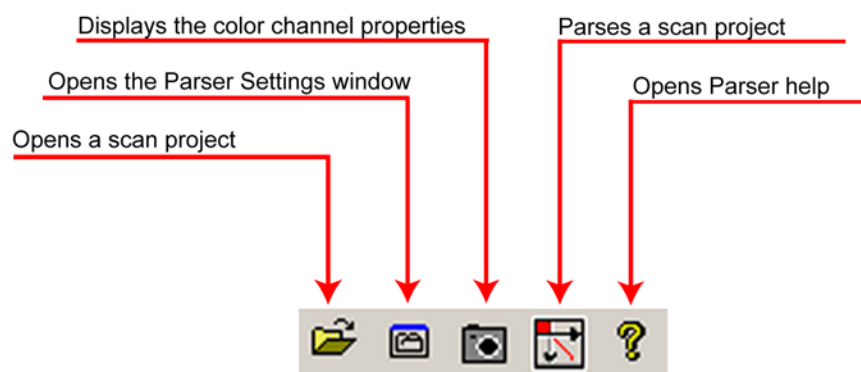 Displays the color channel properties
Parses a scan project
Opens the Parser Settings window
Opens Parser help
Opens a scan project